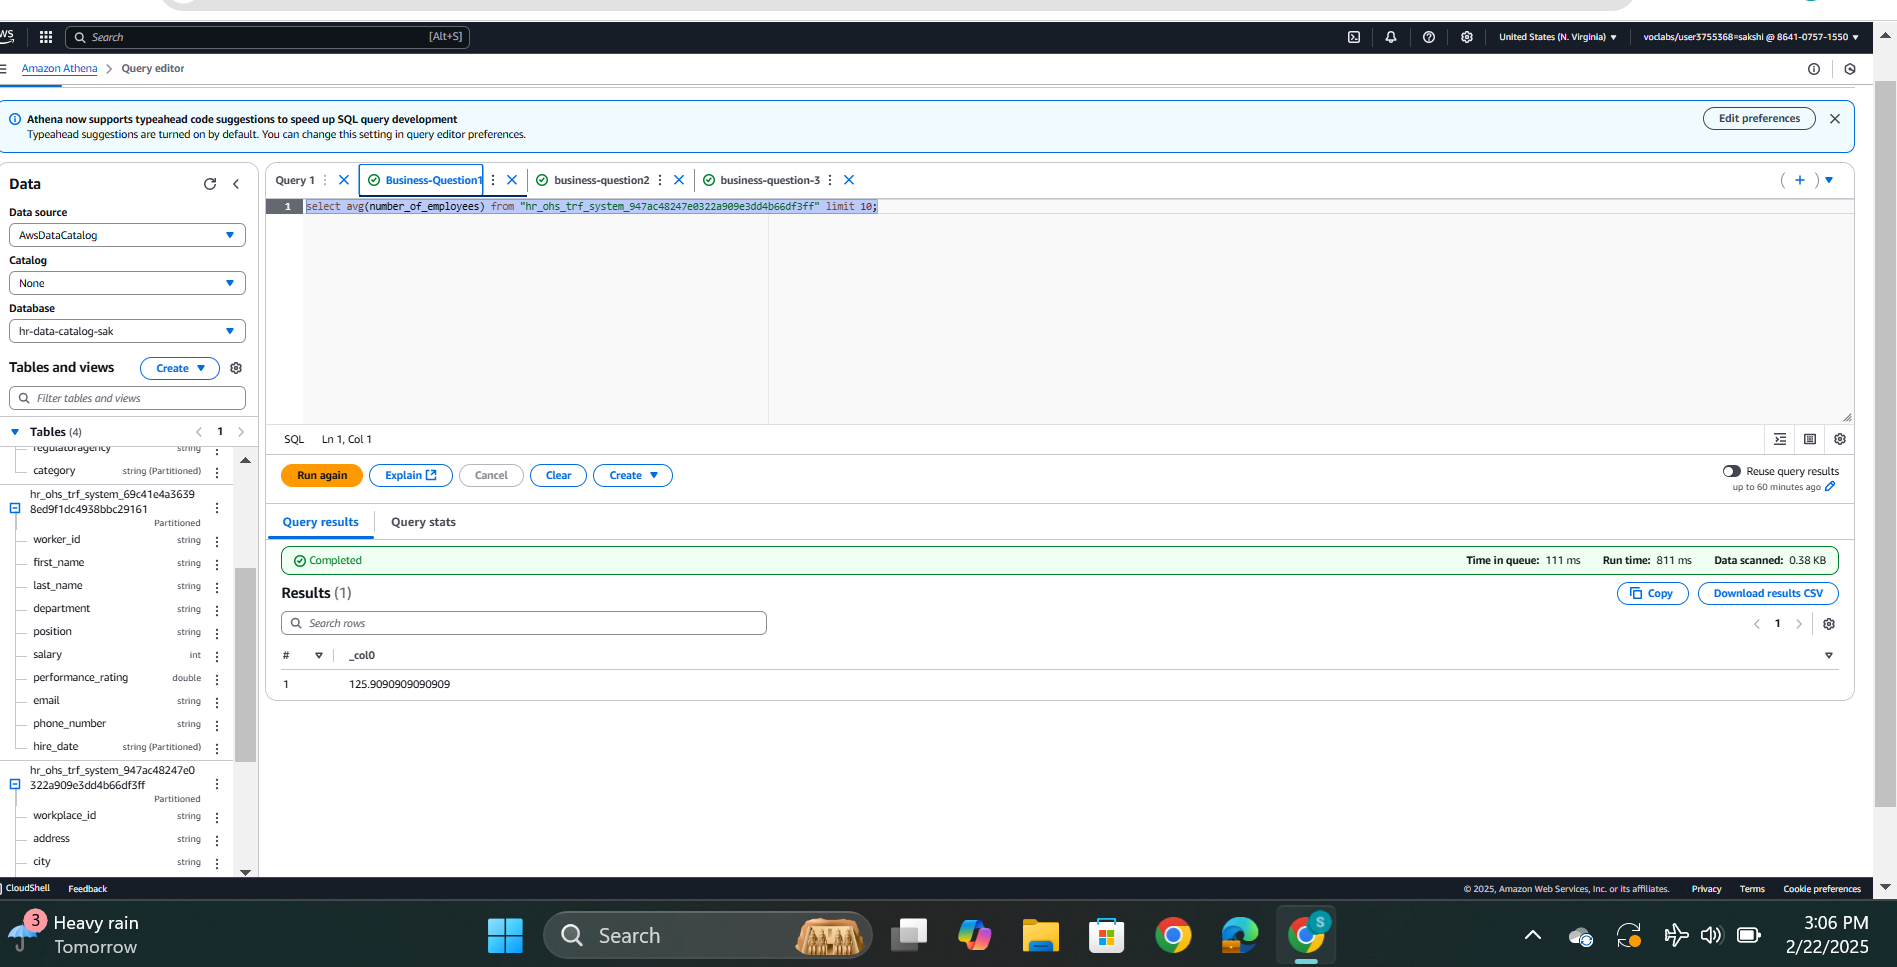 Search [Alt+S] United States (N. Virginia) voclabs/user3755368=sakshi @ 8641-0757-1550
Amazon Athena > Query editor
Athena now supports typeahead code suggestions to speed up SQL query development
Typeahead suggestions are turned on by default. You can change this setting in query editor preferences.
Edit preferences
Data
Data source
AwsDataCatalog
Catalog
None
Database
hr-data-catalog-sak
Tables and views Create
Filter tables and views
Tables (4) 1
regulatoragency string
category string (Partitioned)
hr_ohs_trf_system_69c41e4a3639
8ed9f1dc4938bbc29161
Partitioned
worker_id string
first_name string
last_name string
department string
position string
salary int
performance_rating double
email string
phone_number string
hire_date string (Partitioned)
hr_ohs_trf_system_947ac48247e0
322a909e3dd4b66df3ff
Partitioned
workplace_id string
address string
city string
Query 1 Business-Question1 business-question2 business-question-3
1 select avg(number_of_employees) from "hr_ohs_trf_system_947ac48247e0322a909e3dd4b66df3ff" limit 10;
SQL Ln 1, Col 1
Run again Explain Cancel Clear Create
Reuse query results
up to 60 minutes ago
Query results Query stats
Completed Time in queue: 111 ms Run time: 811 ms Data scanned: 0.38 KB
Results (1) Copy Download results CSV
Search rows 1
# _col0
1 125.9090909090909
CloudShell Feedback © 2025, Amazon Web Services, Inc. or its affiliates. Privacy Terms Cookie preferences
3 Heavy rain
Tomorrow
Search
S
3:06 PM
2/22/2025